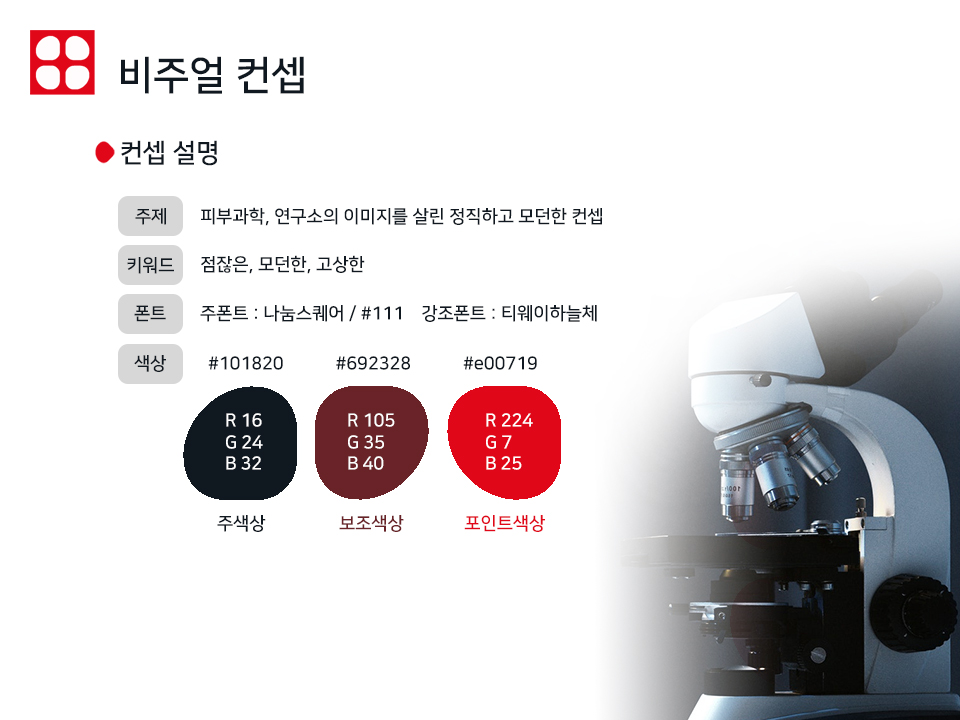 비주얼 컨셉
컨셉 설명
주제 피부과학, 연구소의 이미지를 살린 정직하고 모던한 컨셉
키워드 점잖은, 모던한, 고상한
폰트 주폰트 : 나눔스퀘어 / #111 강조폰트 : 티웨이하늘체
색상 #101820 #692328 #e00719
R 16 R 105 R 224
G 24 G 35 G 7
B 32 B 40 B 25
주색상 보조색상 포인트색상